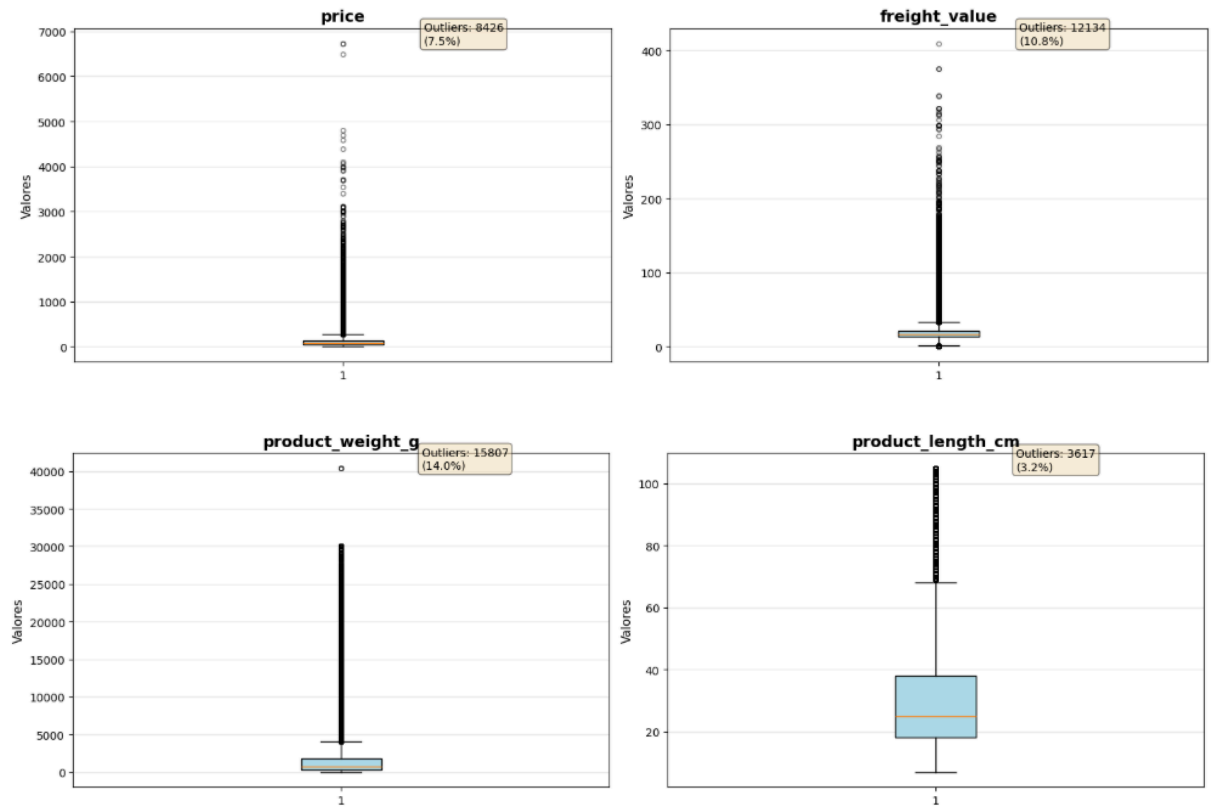 price
Outliers: 8426
(7.5%)
7000
6000
5000
4000
3000
2000
1000
0
Valores
1
freight_value
Outliers: 12134
(10.8%)
400
300
200
100
0
Valores
1
product_weight_g
Outliers: 15807
(14.0%)
40000
35000
30000
25000
20000
15000
10000
5000
0
Valores
1
product_length_cm
Outliers: 3617
(3.2%)
100
80
60
40
20
Valores
1